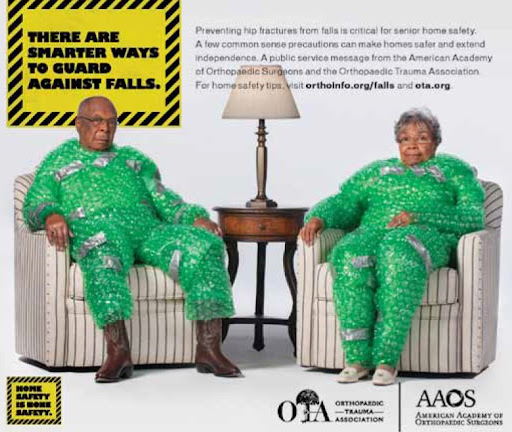 THERE ARE
SMARTER WAYS
TO GUARD
AGAINST FALLS.
Preventing hip fractures from falls is critical for senior home safety.
A few common sense precautions can make homes safer and extend
independence. A public service message from the American Academy
of Orthopaedic Surgeons and the Orthopaedic Trauma Association.
For home safety tips, visit orthoinfo.org/falls and ota.org.
HOME
SAFETY
IS BONE
SAFETY.
OTA
ORTHOPAEDIC
TRAUMA
ASSOCIATION
AAOS
AMERICAN ACADEMY OF
ORTHOPAEDIC SURGEONS